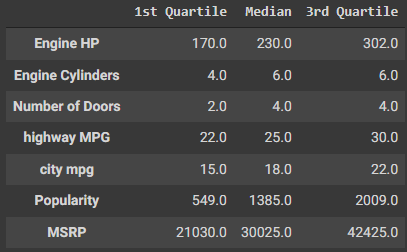 1st Quartile Median 3rd Quartile
Engine HP 170.0 230.0 302.0
Engine Cylinders 4.0 6.0 6.0
Number of Doors 2.0 4.0 4.0
highway MPG 22.0 25.0 30.0
city mpg 15.0 18.0 22.0
Popularity 549.0 1385.0 2009.0
MSRP 21030.0 30025.0 42425.0